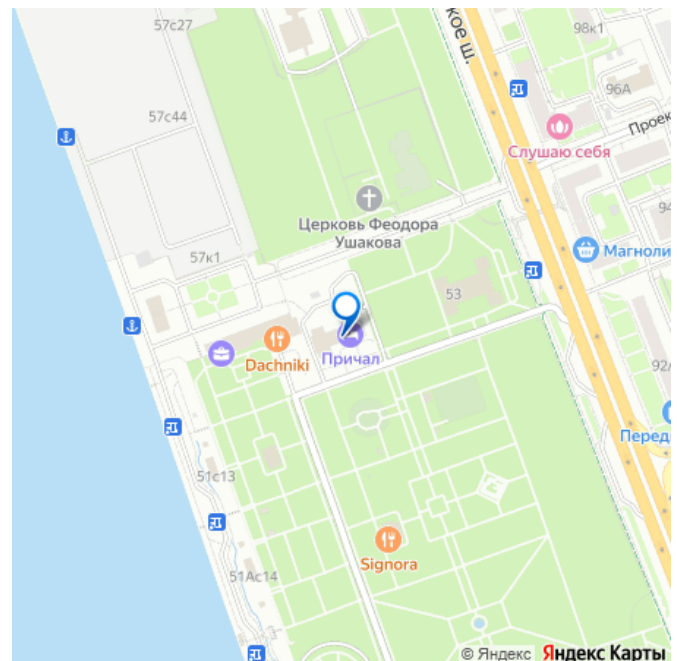 57с27
кое ш.
98к1
96А
57с44
Слушаю себя
Проек
Церковь Феодора
Ушакова
94
57к1
Магноли
53
Dachniki
Причал
92А
Перед
51с13
Signora
51Ас14
© Яндекс Яндекс Карты